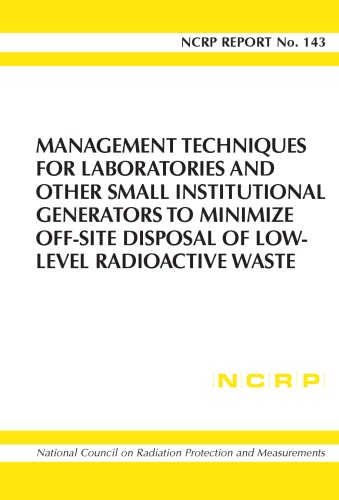 NCRP REPORT No. 143
MANAGEMENT TECHNIQUES
FOR LABORATORIES AND
OTHER SMALL INSTITUTIONAL
GENERATORS TO MINIMIZE
OFF-SITE DISPOSAL OF LOW-
LEVEL RADIOACTIVE WASTE
N C R P
National Council on Radiation Protection and Measurements